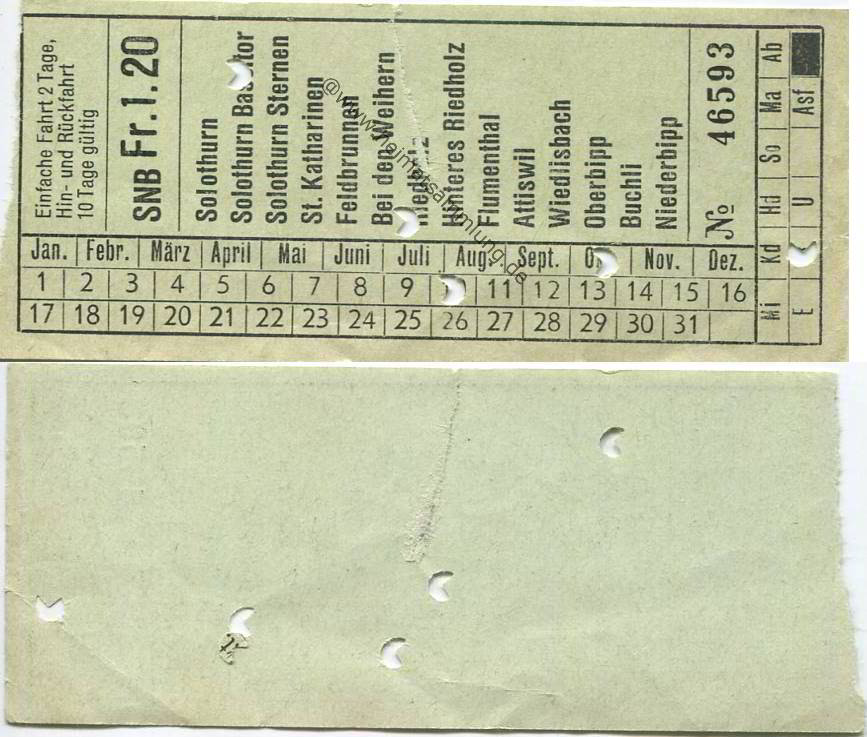 Einfache Fahrt 2 Tage,
Hin- und Rückfahrt
10 Tage gültig
SNB Fr. 1.20
Solothurn
Solothurn
Solothurn Sternen
St. Katharinen
Feldbrunnen
Bei den Weihern
Hinteres Riedholz
Flumenthal
Attiswil
Wiedlisbach
Oberbipp
Buchli
Niederbipp
No 46593
Jan. Febr. März April Mai Juni Juli Aug. Sept. Nov. Dez.
1 2 3 4 5 6 7 8 9 11 12 13 14 15 16
17 18 19 20 21 22 23 24 25 26 27 28 29 30 31
Mi Kd Hd So Ma Ab
E U Asf
@www.heimatsammlung.de